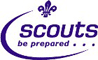 scouts
be prepared . . .